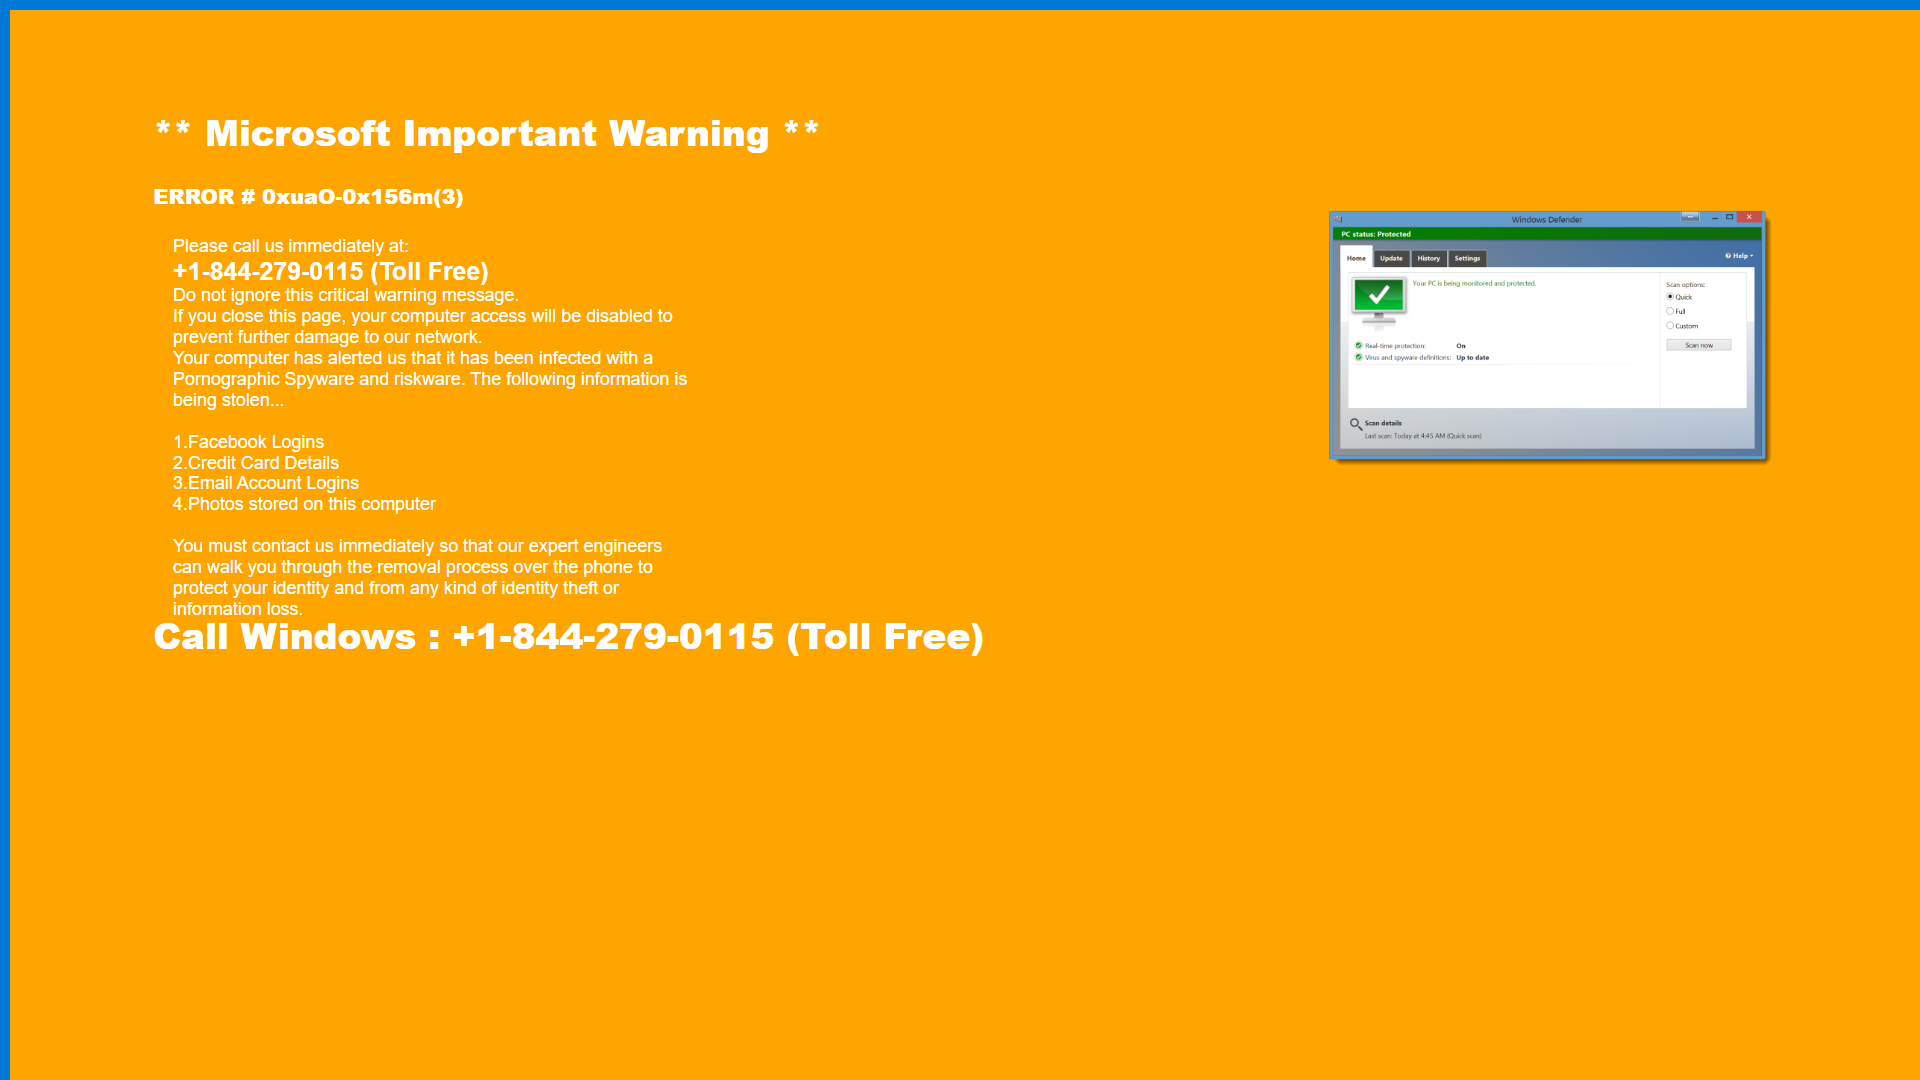 ** Microsoft Important Warning **
ERROR # 0xuaO-0x156m(3)
Please call us immediately at:
+1-844-279-0115 (Toll Free)
Do not ignore this critical warning message.
If you close this page, your computer access will be disabled to
prevent further damage to our network.
Your computer has alerted us that it has been infected with a
Pornographic Spyware and riskware. The following information is
being stolen...
1.Facebook Logins
2.Credit Card Details
3.Email Account Logins
4.Photos stored on this computer
You must contact us immediately so that our expert engineers
can walk you through the removal process over the phone to
protect your identity and from any kind of identity theft or
information loss.
Call Windows : +1-844-279-0115 (Toll Free)
Windows Defender
PC status: Protected
Home Update History Settings Help
Your PC is being monitored and protected.
Scan options:
Quick
Full
Custom
Scan now
Real-time protection: On
Virus and spyware definitions: Up to date
Scan details
Last scan: Today at 4:45 AM (Quick scan)